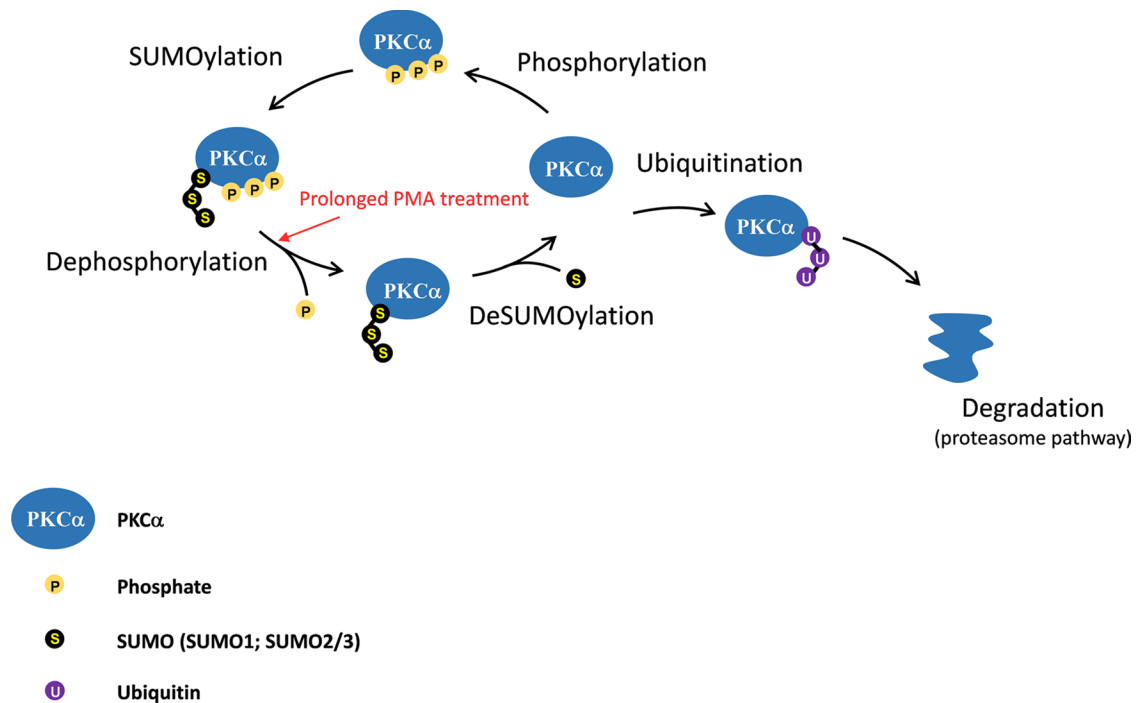 PKCα
P P P
SUMOylation
Phosphorylation
PKCα
S S S
P P P
PKCα
Ubiquitination
Prolonged PMA treatment
PKCα
U U U
Dephosphorylation
P
PKCα
S S S
S
DeSUMOylation
Degradation
(proteasome pathway)
PKCα PKCα
P Phosphate
S SUMO (SUMO1; SUMO2/3)
U Ubiquitin